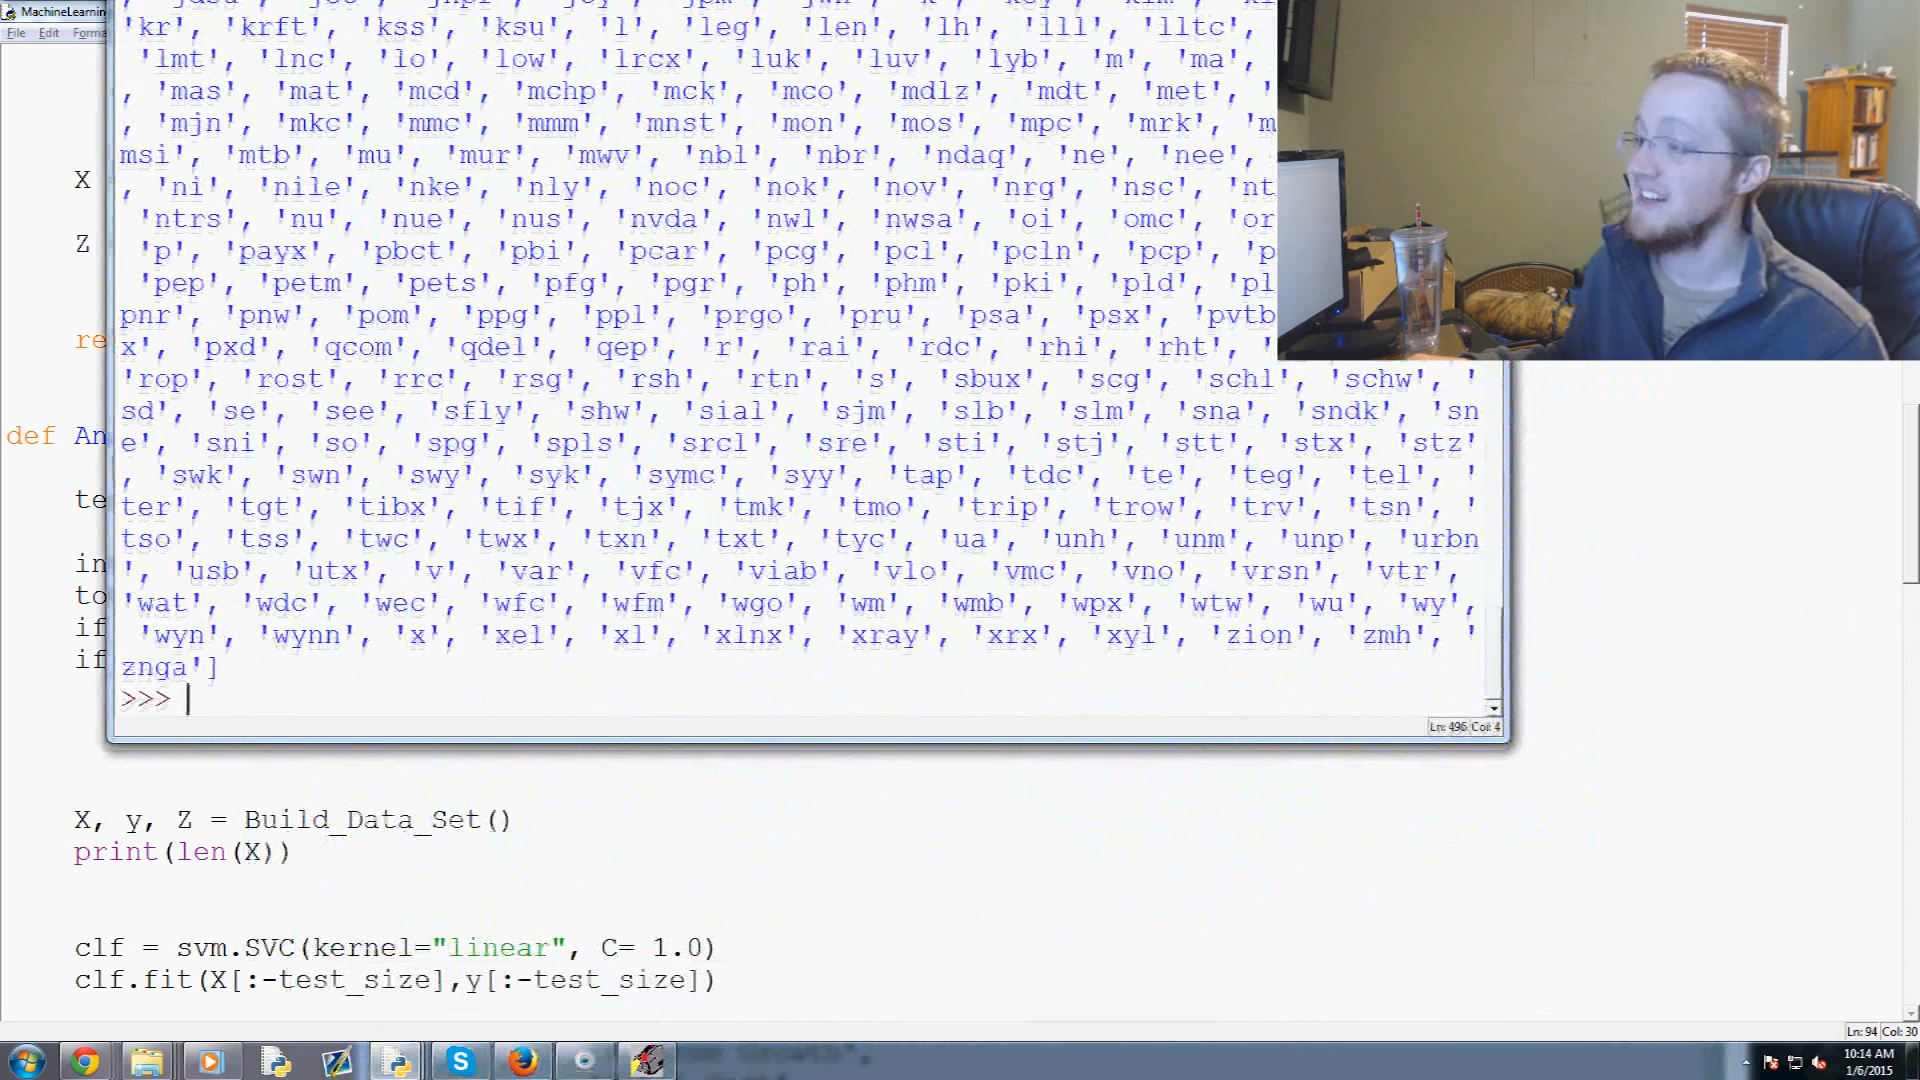 MachineLearning
File Edit Forma
'kr', 'krft', 'kss', 'ksu', 'l', 'leg', 'len', 'lh', 'lll', 'lltc',
'lmt', 'lnc', 'lo', 'low', 'lrcx', 'luk', 'luv', 'lyb', 'm', 'ma',
, 'mas', 'mat', 'mcd', 'mchp', 'mck', 'mco', 'mdlz', 'mdt', 'met', '
, 'mjn', 'mkc', 'mmc', 'mmm', 'mnst', 'mon', 'mos', 'mpc', 'mrk', 'm
msi', 'mtb', 'mu', 'mur', 'mwv', 'nbl', 'nbr', 'ndaq', 'ne', 'nee',
, 'ni', 'nile', 'nke', 'nly', 'noc', 'nok', 'nov', 'nrg', 'nsc', 'nt
'ntrs', 'nu', 'nue', 'nus', 'nvda', 'nwl', 'nwsa', 'oi', 'omc', 'or
'p', 'payx', 'pbct', 'pbi', 'pcar', 'pcg', 'pcl', 'pcln', 'pcp', 'p
'pep', 'petm', 'pets', 'pfg', 'pgr', 'ph', 'phm', 'pki', 'pld', 'pl
pnr', 'pnw', 'pom', 'ppg', 'ppl', 'prgo', 'pru', 'psa', 'psx', 'pvtb
x', 'pxd', 'qcom', 'qdel', 'qep', 'r', 'rai', 'rdc', 'rhi', 'rht',
'rop', 'rost', 'rrc', 'rsg', 'rsh', 'rtn', 's', 'sbux', 'scg', 'schl', 'schw', '
sd', 'se', 'see', 'sfly', 'shw', 'sial', 'sjm', 'slb', 'slm', 'sna', 'sndk', 'sn
e', 'sni', 'so', 'spg', 'spls', 'srcl', 'sre', 'sti', 'stj', 'stt', 'stx', 'stz'
, 'swk', 'swn', 'swy', 'syk', 'symc', 'syy', 'tap', 'tdc', 'te', 'teg', 'tel', '
ter', 'tgt', 'tibx', 'tif', 'tjx', 'tmk', 'tmo', 'trip', 'trow', 'trv', 'tsn', '
tso', 'tss', 'twc', 'twx', 'txn', 'txt', 'tyc', 'ua', 'unh', 'unm', 'unp', 'urbn
', 'usb', 'utx', 'v', 'var', 'vfc', 'viab', 'vlo', 'vmc', 'vno', 'vrsn', 'vtr',
'wat', 'wdc', 'wec', 'wfc', 'wfm', 'wgo', 'wm', 'wmb', 'wpx', 'wtw', 'wu', 'wy',
'wyn', 'wynn', 'x', 'xel', 'xl', 'xlnx', 'xray', 'xrx', 'xyl', 'zion', 'zmh', '
znga']
>>>
Ln: 496 Col: 4
X
Z
re
def An
te
in
to
if
if
X, y, Z = Build_Data_Set()
print(len(X))
clf = svm.SVC(kernel="linear", C= 1.0)
clf.fit(X[:-test_size],y[:-test_size])
Ln: 94 Col: 30
10:14 AM
1/6/2015